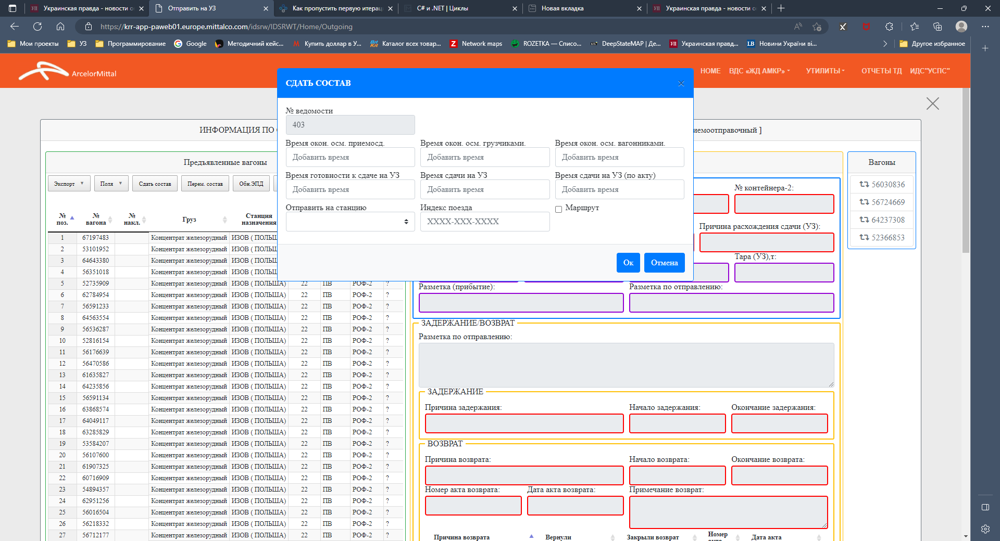 Украинская правда - новости о
Отправить на УЗ
Как пропустить первую итерац
C# и .NET | Циклы
Новая вкладка
Украинская правда - новости о
https://krr-app-paweb01.europe.mittalco.com/idsrw/IDSRWT/Home/Outgoing
Мои проекты
УЗ
Программирование
Google
Методичний кейс...
Купить доллар в У...
Каталог всех товар...
Network maps
ROZETKA — Списо...
DeepStateMAP | Де...
Украинская правд...
Новини України ві...
Другое избранное
ArcelorMittal
HOME
ВДС «ЖД АМКР»
УТИЛИТЫ
ОТЧЕТЫ ТД
ИДС"УСПС"
СДАТЬ СОСТАВ
№ ведомости
403
Время окон. осм. приемосд.
Время окон. осм. грузчиками.
Время окон. осм. вагонниками.
Добавить время
Добавить время
Добавить время
Время готовности к сдаче на УЗ
Время сдачи на УЗ
Время сдачи на УЗ (по акту)
Добавить время
Добавить время
Добавить время
Отправить на станцию
Индекс поезда
Маршрут
XXXX-XXX-XXXX
Ок
Отмена
ИНФОРМАЦИЯ ПО
иемоотправочный ]
Предъявленные вагоны
Экспорт
Поля
Сдать состав
Перем. состав
Обн.ЭПД
№ поз.
№ вагона
№ накл.
Груз
Станция назначения
1 67197483 Концентрат железорудный ИЗОВ ( ПОЛЬШ
2 53101952 Концентрат железорудный ИЗОВ ( ПОЛЬШ
3 64643380 Концентрат железорудный ИЗОВ ( ПОЛЬШ
4 56351018 Концентрат железорудный ИЗОВ ( ПОЛЬШ
5 52735909 Концентрат железорудный ИЗОВ ( ПОЛЬША) 22 ПВ РОФ-2 ?
6 62784954 Концентрат железорудный ИЗОВ ( ПОЛЬША) 22 ПВ РОФ-2 ?
7 56591233 Концентрат железорудный ИЗОВ ( ПОЛЬША) 22 ПВ РОФ-2 ?
8 64563554 Концентрат железорудный ИЗОВ ( ПОЛЬША) 22 ПВ РОФ-2 ?
9 56536287 Концентрат железорудный ИЗОВ ( ПОЛЬША) 22 ПВ РОФ-2 ?
10 52816154 Концентрат железорудный ИЗОВ ( ПОЛЬША) 22 ПВ РОФ-2 ?
11 56176639 Концентрат железорудный ИЗОВ ( ПОЛЬША) 22 ПВ РОФ-2 ?
12 56470586 Концентрат железорудный ИЗОВ ( ПОЛЬША) 22 ПВ РОФ-2 ?
13 61635827 Концентрат железорудный ИЗОВ ( ПОЛЬША) 22 ПВ РОФ-2 ?
14 64235856 Концентрат железорудный ИЗОВ ( ПОЛЬША) 22 ПВ РОФ-2 ?
15 56591134 Концентрат железорудный ИЗОВ ( ПОЛЬША) 22 ПВ РОФ-2 ?
16 63868574 Концентрат железорудный ИЗОВ ( ПОЛЬША) 22 ПВ РОФ-2 ?
17 64049117 Концентрат железорудный ИЗОВ ( ПОЛЬША) 22 ПВ РОФ-2 ?
18 63285829 Концентрат железорудный ИЗОВ ( ПОЛЬША) 22 ПВ РОФ-2 ?
19 53584207 Концентрат железорудный ИЗОВ ( ПОЛЬША) 22 ПВ РОФ-2 ?
20 56107600 Концентрат железорудный ИЗОВ ( ПОЛЬША) 22 ПВ РОФ-2 ?
21 61907325 Концентрат железорудный ИЗОВ ( ПОЛЬША) 22 ПВ РОФ-2 ?
22 60716909 Концентрат железорудный ИЗОВ ( ПОЛЬША) 22 ПВ РОФ-2 ?
23 54894357 Концентрат железорудный ИЗОВ ( ПОЛЬША) 22 ПВ РОФ-2 ?
24 62951256 Концентрат железорудный ИЗОВ ( ПОЛЬША) 22 ПВ РОФ-2 ?
25 56016504 Концентрат железорудный ИЗОВ ( ПОЛЬША) 22 ПВ РОФ-2 ?
26 56218332 Концентрат железорудный ИЗОВ ( ПОЛЬША) 22 ПВ РОФ-2 ?
27 56712177 Концентрат железорудный ИЗОВ ( ПОЛЬША) 22 ПВ РОФ-2 ?
№ контейнера-2:
Причина расхождения сдачи (УЗ):
Тара (УЗ),т:
Разметка (прибытие):
Разметка по отправлению:
ЗАДЕРЖАНИЕ/ВОЗВРАТ
Разметка по отправлению:
ЗАДЕРЖАНИЕ
Причина задержания:
Начало задержания:
Окончание задержания:
ВОЗВРАТ
Причина возврата:
Начало возврата:
Окончание возврата:
Номер акта возврата:
Дата акта возврата:
Примечание возврат:
Причина возврата
Вернули
Закрыли возврат
Номер
Дата акта
Вагоны
56030836
56724669
64237308
52366853